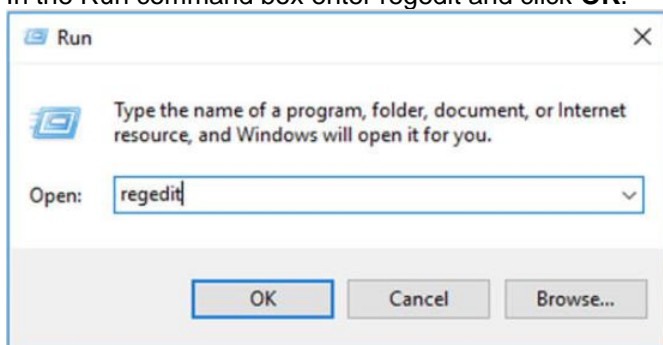 In the Run command box enter regedit and click OK.
Run
Type the name of a program, folder, document, or Internet
resource, and Windows will open it for you.
Open: regedit
OK Cancel Browse...